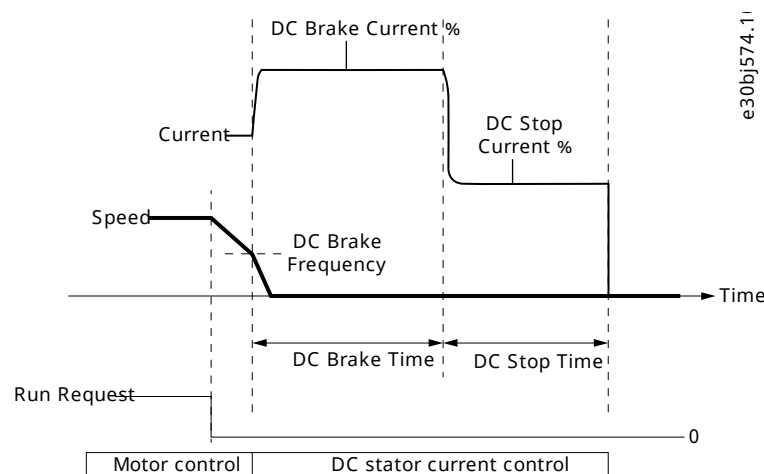 DC Brake Current %
e30bj574.1
Current
DC Stop
Current %
Speed
DC Brake
Frequency
Time
DC Brake Time
DC Stop Time
Run Request
0
Motor control
DC stator current control